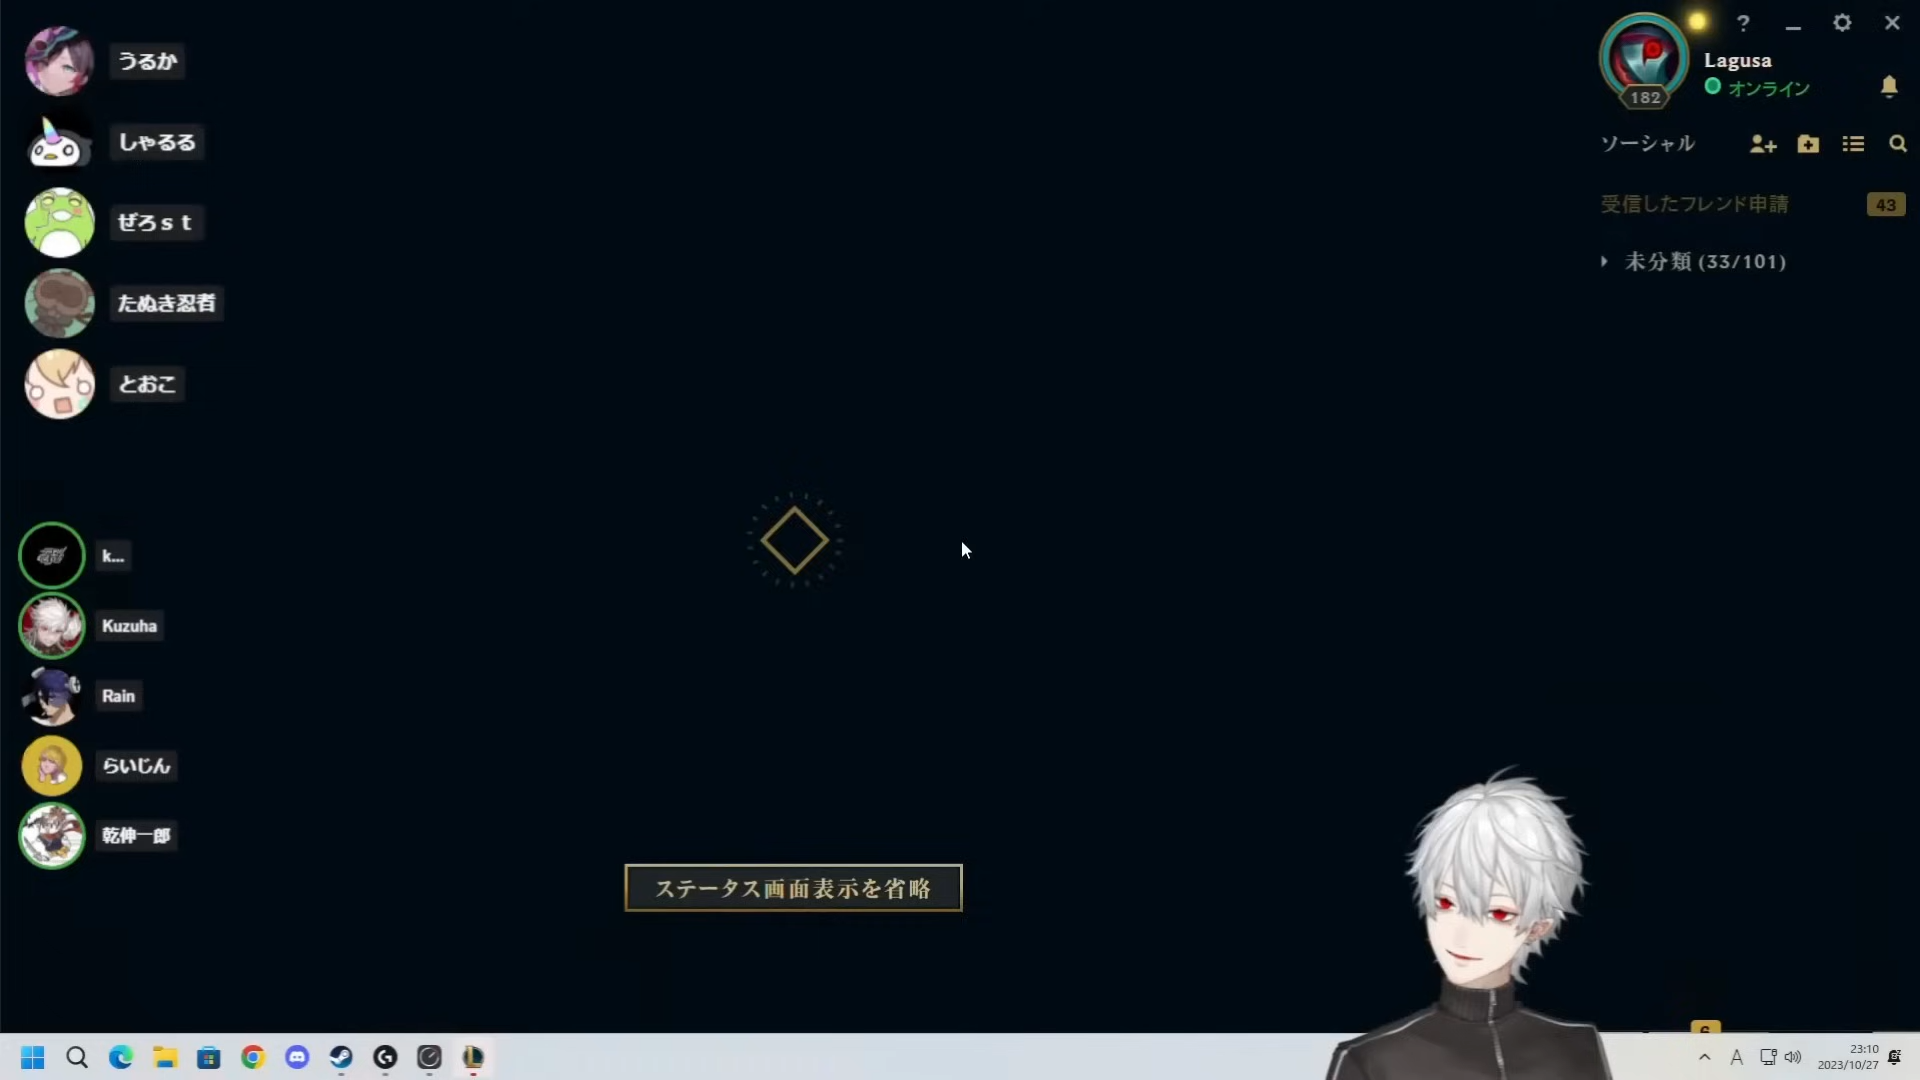 うるか
しゃるる
ぜろｓｔ
たぬき忍者
とおこ
k...
Kuzuha
Rain
らいじん
乾伸一郎
ステータス画面表示を省略
?
182
Lagusa
オンライン
ソーシャル
受信したフレンド申請
43
未分類 (33/101)
6
A
23:10
2023/10/27